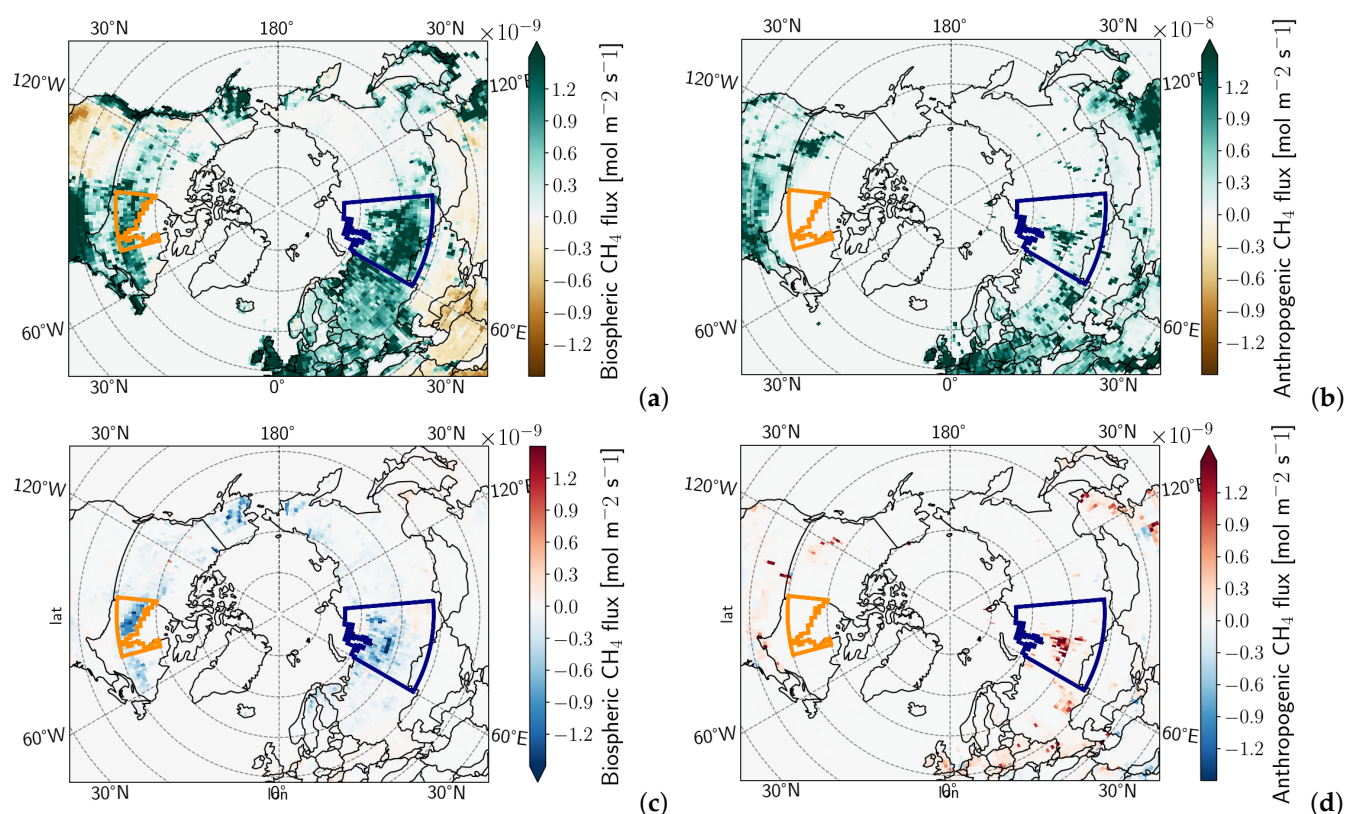 30°N 180° 30°N ×10−9
120°W 120°E
60°W 60°E
30°N 0° 30°N
1.2
0.9
0.6
0.3
0.0
−0.3
−0.6
−0.9
−1.2
Biospheric CH4 flux [mol m−2 s−1]
(a)
30°N 180° 30°N ×10−8
120°W 120°E
60°W 60°E
30°N 0° 30°N
1.2
0.9
0.6
0.3
0.0
−0.3
−0.6
−0.9
−1.2
Anthropogenic CH4 flux [mol m−2 s−1]
(b)
30°N 180° 30°N ×10−9
120°W 120°E
lat
60°W 60°E
30°N 30°N
1.2
0.9
0.6
0.3
0.0
−0.3
−0.6
−0.9
−1.2
Biospheric CH4 flux [mol m−2 s−1]
(c)
30°N 180° 30°N ×10−9
120°W 120°E
lat
60°W 60°E
30°N 30°N
1.2
0.9
0.6
0.3
0.0
−0.3
−0.6
−0.9
−1.2
Anthropogenic CH4 flux [mol m−2 s−1]
(d)